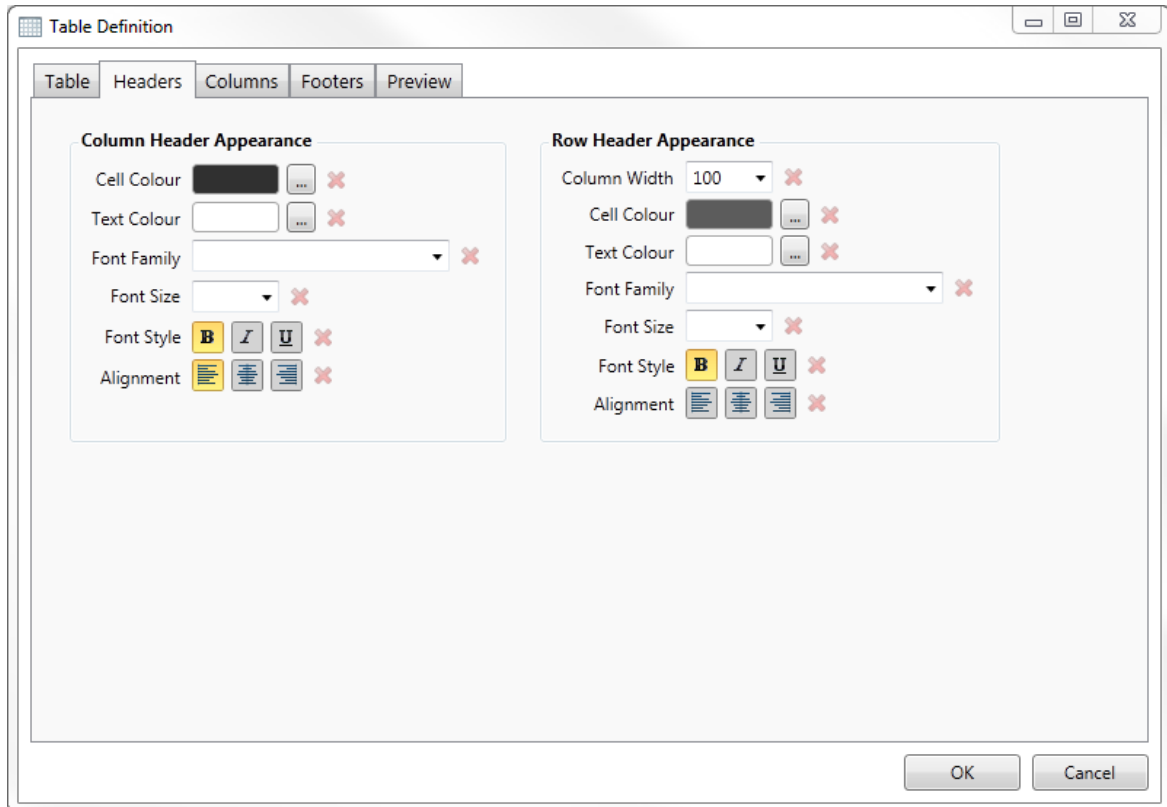 Table Definition
Table Headers Columns Footers Preview
Column Header Appearance
Cell Colour ...
Text Colour ...
Font Family
Font Size
Font Style B I U
Alignment
Row Header Appearance
Column Width 100
Cell Colour ...
Text Colour ...
Font Family
Font Size
Font Style B I U
Alignment
OK Cancel